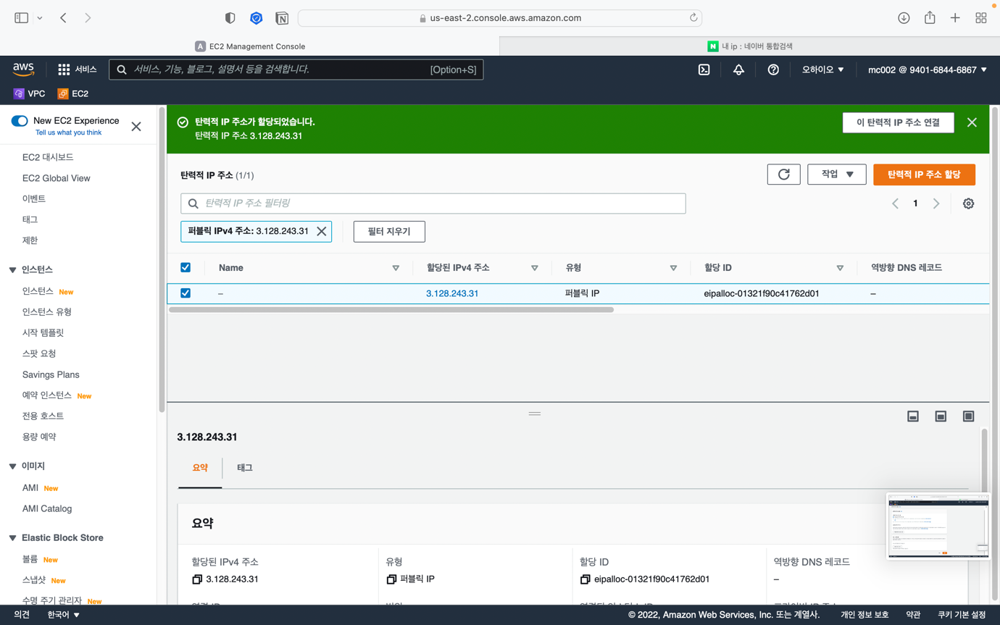 us-east-2.console.aws.amazon.com
A EC2 Management Console
N 내 ip : 네이버 통합검색
aws
서비스
서비스, 기능, 블로그, 설명서 등을 검색합니다.
[Option+S]
오하이오 ▼
mc002 @ 9401-6844-6867 ▼
VPC
EC2
New EC2 Experience
Tell us what you think
EC2 대시보드
EC2 Global View
이벤트
태그
제한
인스턴스
인스턴스 New
인스턴스 유형
시작 템플릿
스팟 요청
Savings Plans
예약 인스턴스 New
전용 호스트
용량 예약
이미지
AMI New
AMI Catalog
Elastic Block Store
볼륨 New
스냅샷 New
수명 주기 관리자 New
탄력적 IP 주소가 할당되었습니다.
탄력적 IP 주소 3.128.243.31
이 탄력적 IP 주소 연결
탄력적 IP 주소 (1/1)
작업 ▼
탄력적 IP 주소 할당
탄력적 IP 주소 필터링
1
퍼블릭 IPv4 주소: 3.128.243.31
필터 지우기
Name 할당된 IPv4 주소 유형 할당 ID 역방향 DNS 레코드
– 3.128.243.31 퍼블릭 IP eipalloc-01321f90c41762d01 –
3.128.243.31
요약 태그
요약
할당된 IPv4 주소 유형 할당 ID 역방향 DNS 레코드
3.128.243.31 퍼블릭 IP eipalloc-01321f90c41762d01 –
의견 한국어 ▼
© 2022, Amazon Web Services, Inc. 또는 계열사. 개인 정보 보호 약관 쿠키 기본 설정